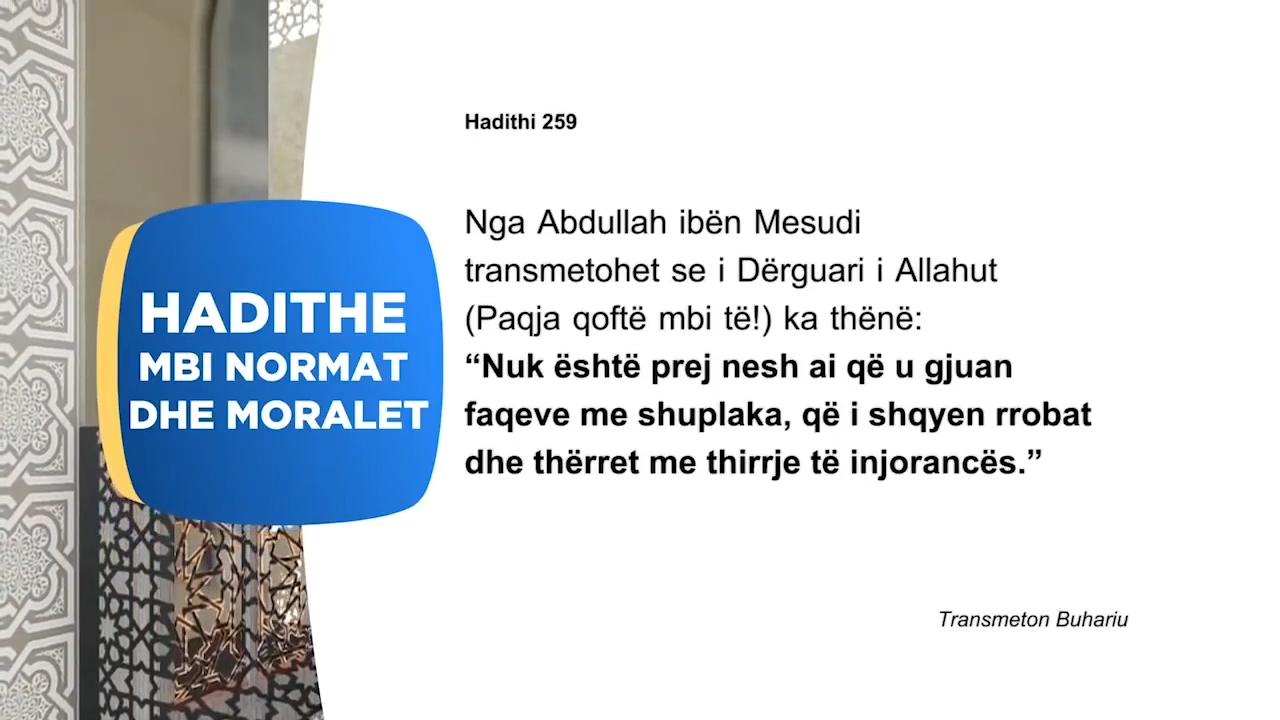 HADITHE
MBI NORMAT
DHE MORALET
Hadithi 259
Nga Abdullah ibën Mesudi
transmetohet se i Dërguari i Allahut
(Paqja qoftë mbi të!) ka thënë:
“Nuk është prej nesh ai që u gjuan
faqeve me shuplaka, që i shqyen rrobat
dhe thërret me thirrje të injorancës.”
Transmeton Buhariu